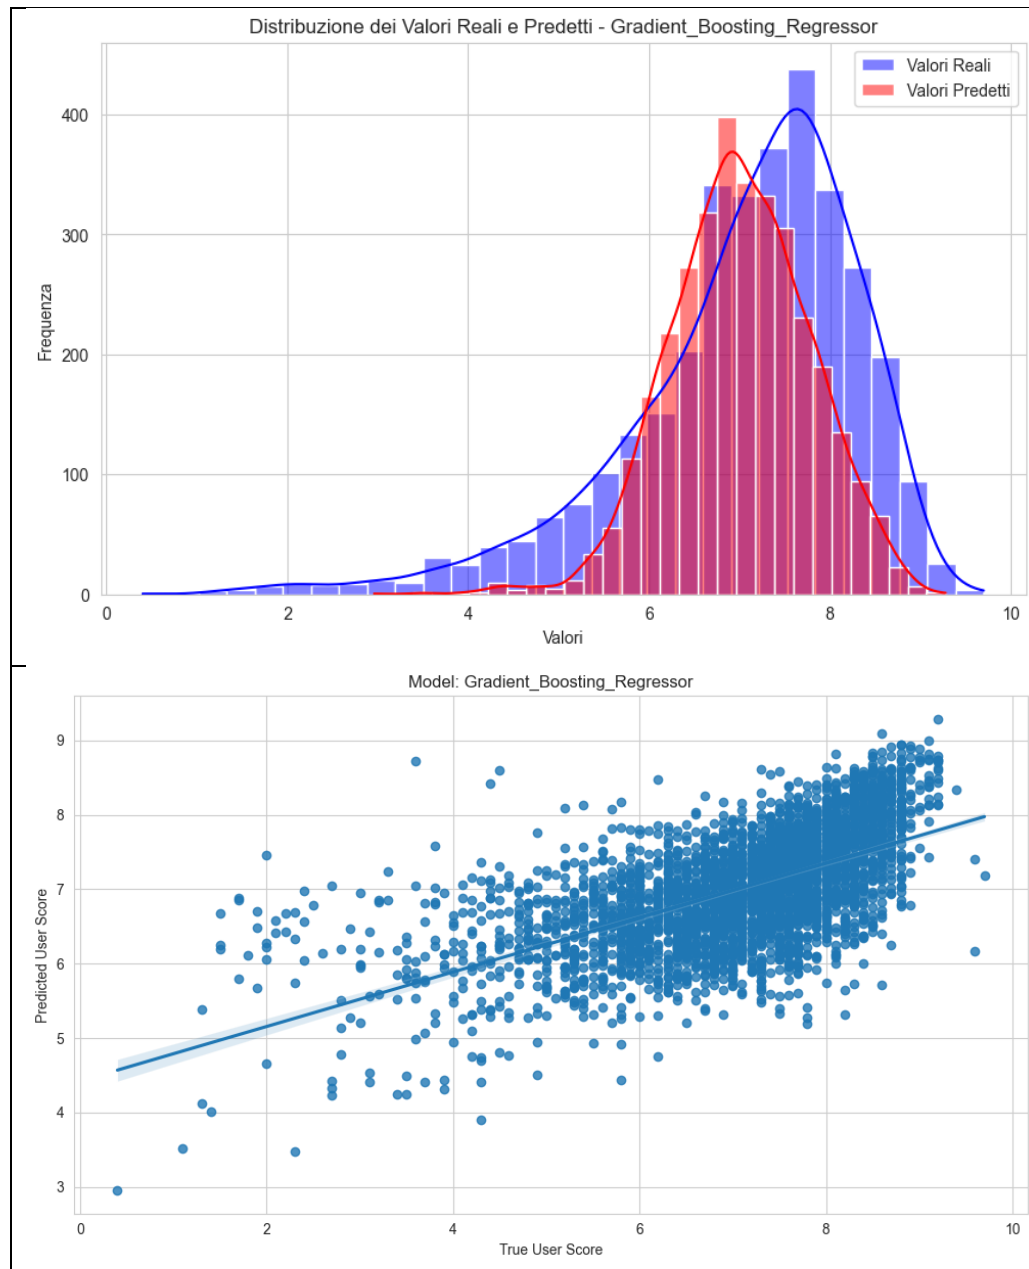 Distribuzione dei Valori Reali e Predetti - Gradient_Boosting_Regressor
Valori Reali
Valori Predetti
Frequenza
400
300
200
100
0
0 2 4 6 8 10
Valori
Model: Gradient_Boosting_Regressor
Predicted User Score
9
8
7
6
5
4
3
0 2 4 6 8 10
True User Score